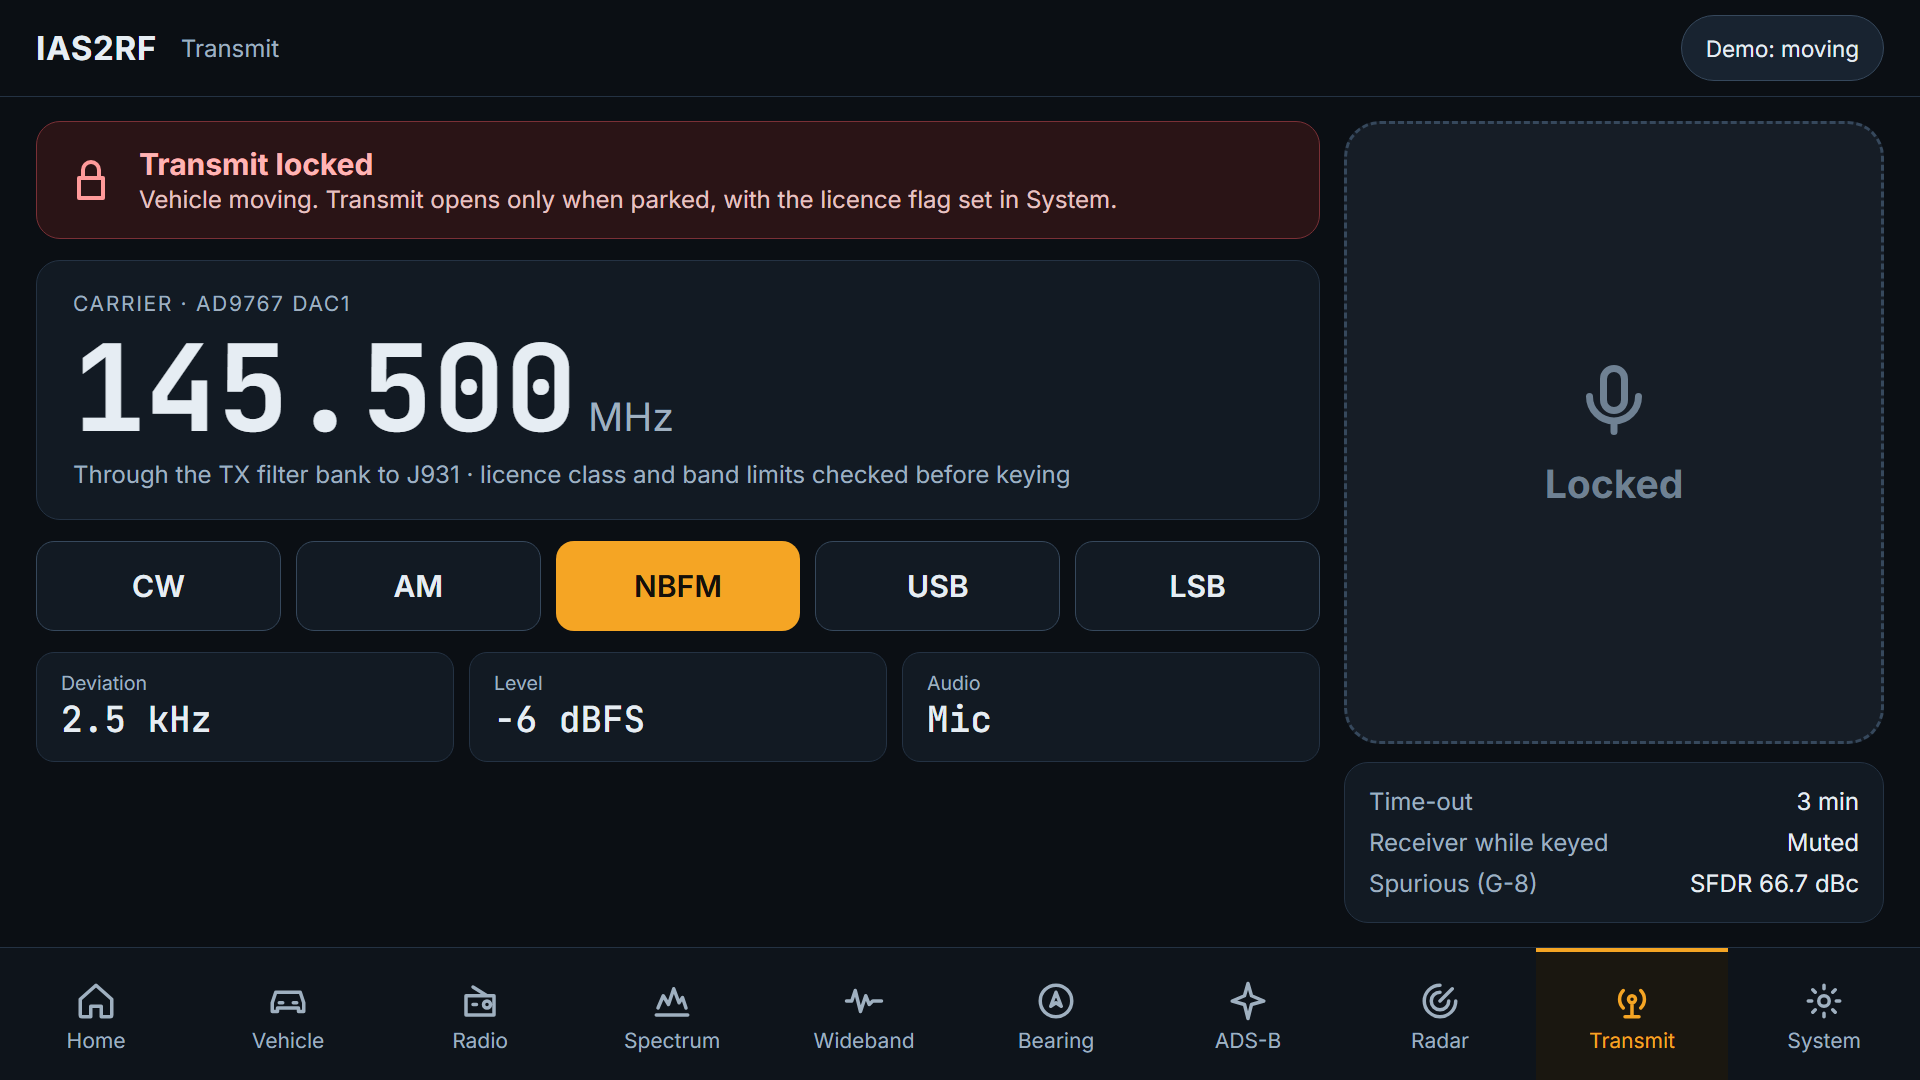 IAS2RF Transmit
Demo: moving
Transmit locked
Vehicle moving. Transmit opens only when parked, with the licence flag set in System.
CARRIER · AD9767 DAC1
145.500 MHz
Through the TX filter bank to J931 · licence class and band limits checked before keying
CW
AM
NBFM
USB
LSB
Deviation
2.5 kHz
Level
-6 dBFS
Audio
Mic
Locked
Time-out 3 min
Receiver while keyed Muted
Spurious (G-8) SFDR 66.7 dBc
Home
Vehicle
Radio
Spectrum
Wideband
Bearing
ADS-B
Radar
Transmit
System